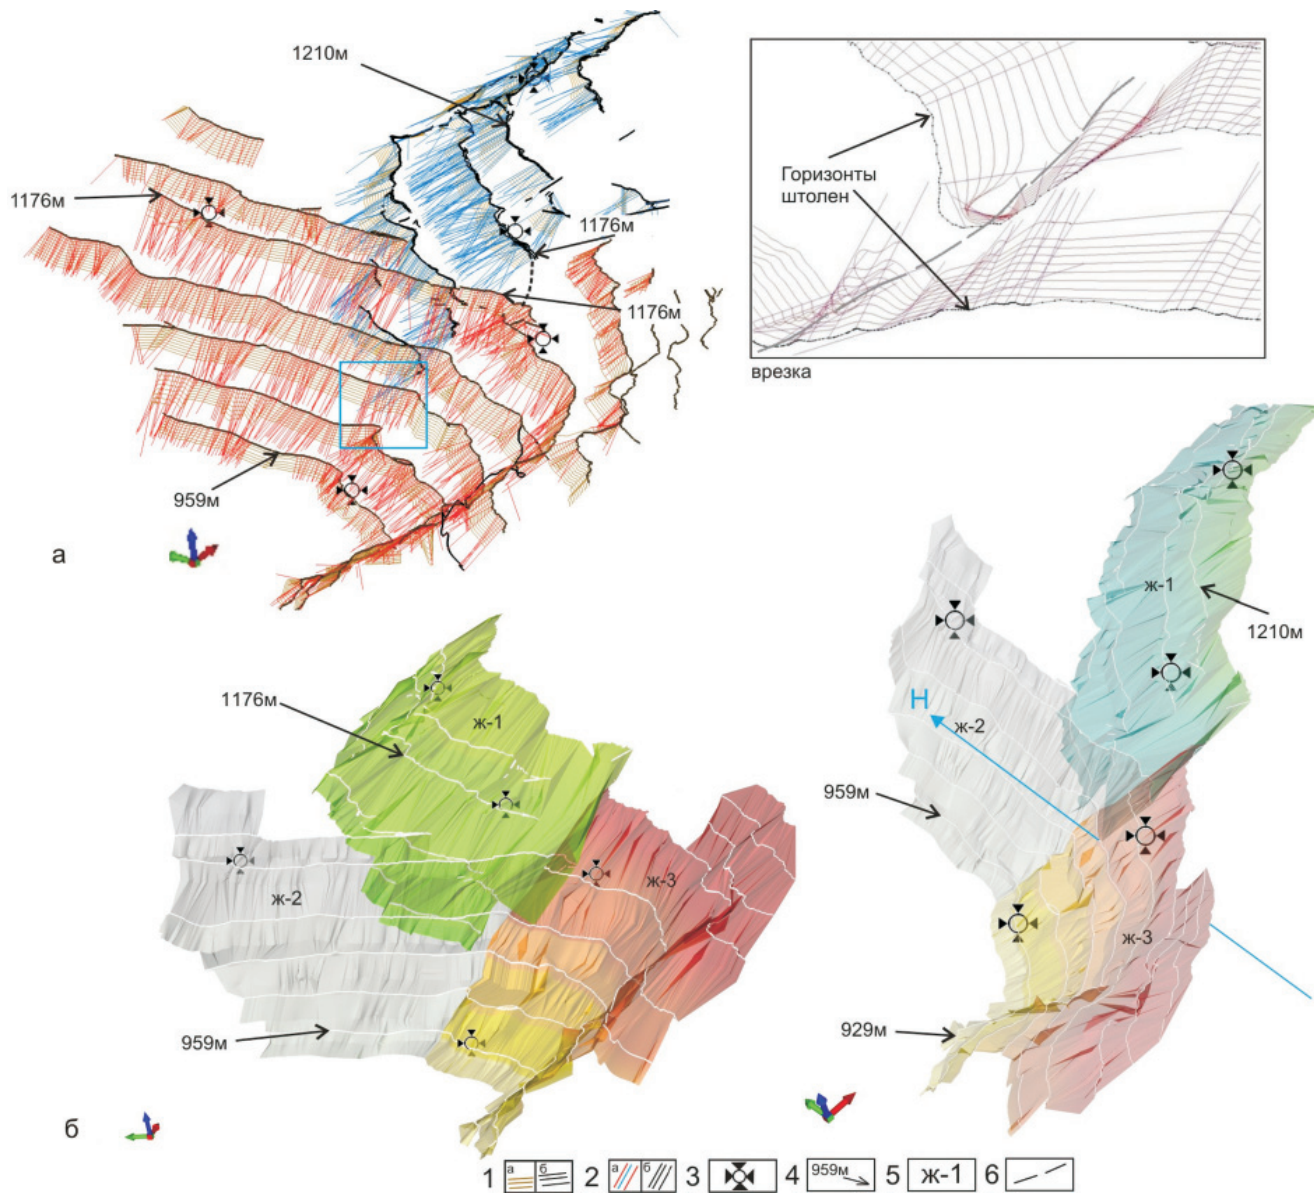 1210м
1176м
1176м
1176м
959м
а
Горизонты
штолен
врезка
ж-1
1210м
Н
ж-2
959м
ж-3
929м
1176м
ж-1
ж-2
ж-3
959м
б
1 а б 2 а б 3 4 959м 5 ж-1 6